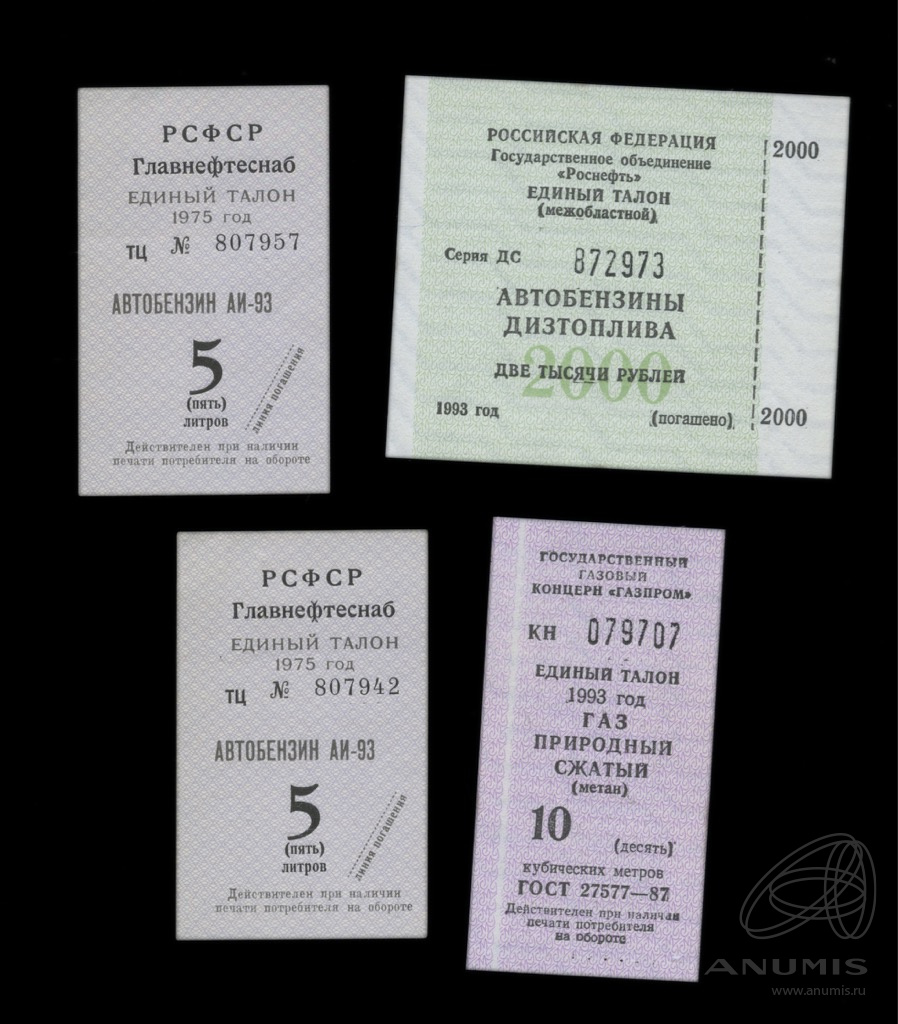 РСФСР
Главнефтеснаб
ЕДИНЫЙ ТАЛОН
1975 год
ТЦ № 807957
АВТОБЕНЗИН АИ-93
5
(пять)
литров
линия погашения
Действителен при наличии
печати потребителя на обороте
РОССИЙСКАЯ ФЕДЕРАЦИЯ
Государственное объединение
«Роснефть»
ЕДИНЫЙ ТАЛОН
(межобластной)
Серия ДС 872973
АВТОБЕНЗИНЫ
ДИЗТОПЛИВА
2000
ДВЕ ТЫСЯЧИ РУБЛЕЙ
1993 год
(погашено)
2000
2000
РСФСР
Главнефтеснаб
ЕДИНЫЙ ТАЛОН
1975 год
ТЦ № 807942
АВТОБЕНЗИН АИ-93
5
(пять)
литров
линия погашения
Действителен при наличии
печати потребителя на обороте
ГОСУДАРСТВЕННЫЙ
ГАЗОВЫЙ
КОНЦЕРН «ГАЗПРОМ»
КН 079707
ЕДИНЫЙ ТАЛОН
1993 год
ГАЗ
ПРИРОДНЫЙ
СЖАТЫЙ
(метан)
10
(десять)
кубических метров
ГОСТ 27577—87
Действителен при наличии
печати потребителя
на обороте
ANUMIS
www.anumis.ru